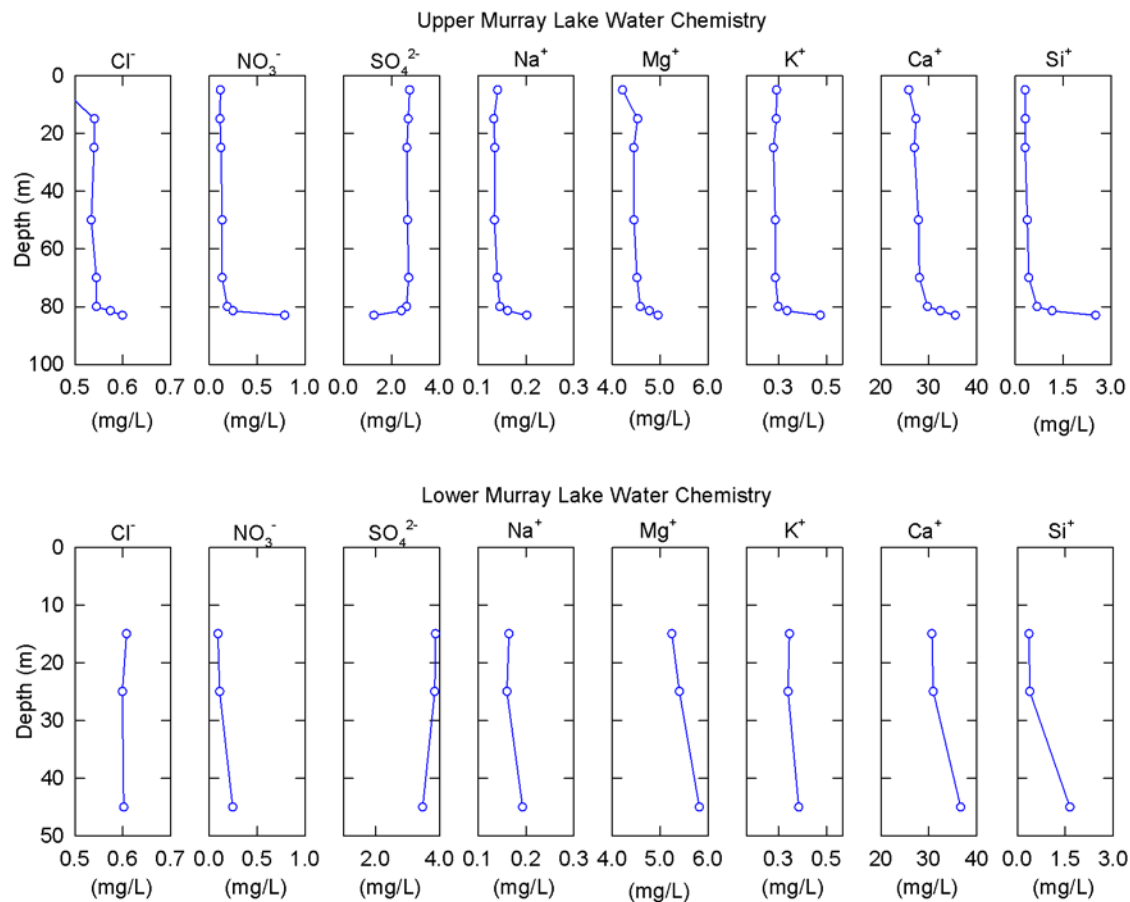 Upper Murray Lake Water Chemistry
Cl⁻ NO₃⁻ SO₄²⁻ Na⁺ Mg⁺ K⁺ Ca⁺ Si⁺
Depth (m)
0
20
40
60
80
100
0.5 0.6 0.7 0.0 0.5 1.0 0.0 2.0 4.0 0.1 0.2 0.3 4.0 5.0 6.0 0.3 0.5 20 30 40 0.0 1.5 3.0
(mg/L) (mg/L) (mg/L) (mg/L) (mg/L) (mg/L) (mg/L) (mg/L)
Lower Murray Lake Water Chemistry
Cl⁻ NO₃⁻ SO₄²⁻ Na⁺ Mg⁺ K⁺ Ca⁺ Si⁺
Depth (m)
0
10
20
30
40
50
0.5 0.6 0.7 0.0 0.5 1.0 2.0 4.0 0.1 0.2 0.3 4.0 5.0 6.0 0.3 0.5 20 30 40 0.0 1.5 3.0
(mg/L) (mg/L) (mg/L) (mg/L) (mg/L) (mg/L) (mg/L) (mg/L)